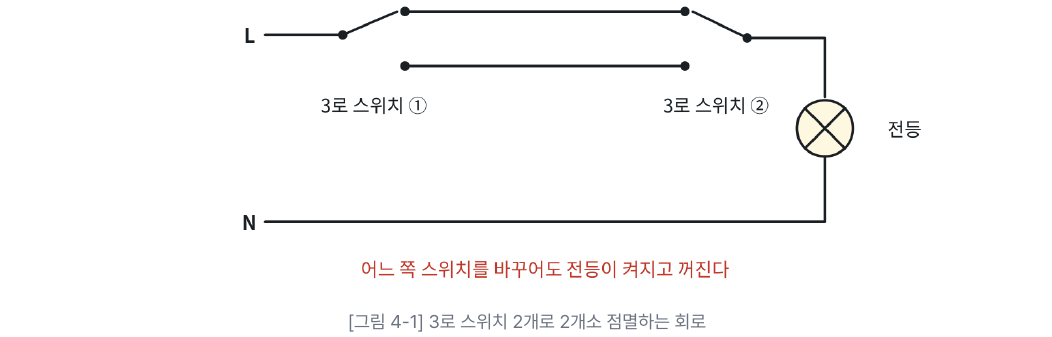 L
3로 스위치 ①
3로 스위치 ②
전등
N
어느 쪽 스위치를 바꾸어도 전등이 켜지고 꺼진다
[그림 4-1] 3로 스위치 2개로 2개소 점멸하는 회로